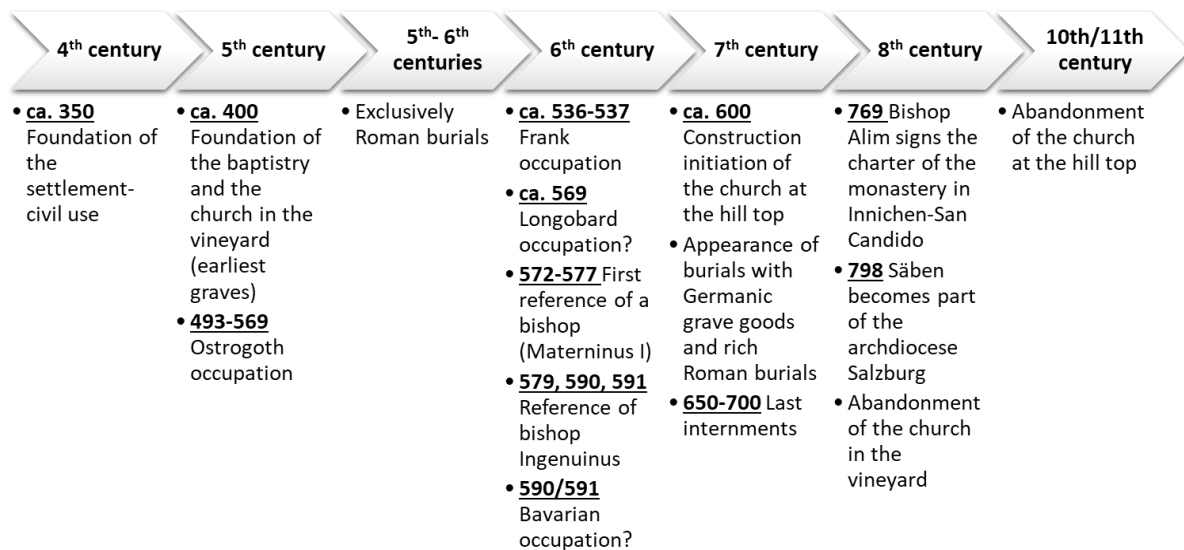 4th century
• ca. 350
Foundation of
the
settlement-
civil use
5th century
• ca. 400
Foundation of
the baptistry
and the
church in the
vineyard
(earliest
graves)
• 493-569
Ostrogoth
occupation
5th- 6th
centuries
• Exclusively
Roman burials
6th century
• ca. 536-537
Frank
occupation
• ca. 569
Longobard
occupation?
• 572-577 First
reference of a
bishop
(Materninus I)
• 579, 590, 591
Reference of
bishop
Ingenuinus
• 590/591
Bavarian
occupation?
7th century
• ca. 600
Construction
initiation of
the church at
the hill top
• Appearance of
burials with
Germanic
grave goods
and rich
Roman burials
• 650-700 Last
internments
8th century
• 769 Bishop
Alim signs the
charter of the
monastery in
Innichen-San
Candido
• 798 Säben
becomes part
of the
archdiocese
Salzburg
• Abandonment
of the church
in the
vineyard
10th/11th
century
• Abandonment
of the church
at the hill top